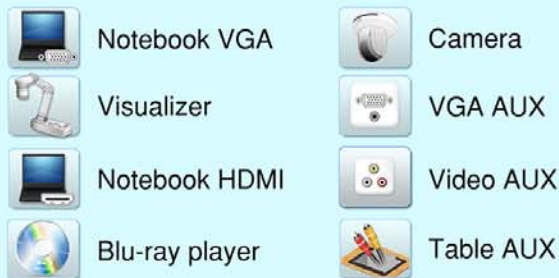 Notebook VGA
Camera
Visualizer
VGA AUX
Notebook HDMI
Video AUX
Blu-ray player
Table AUX